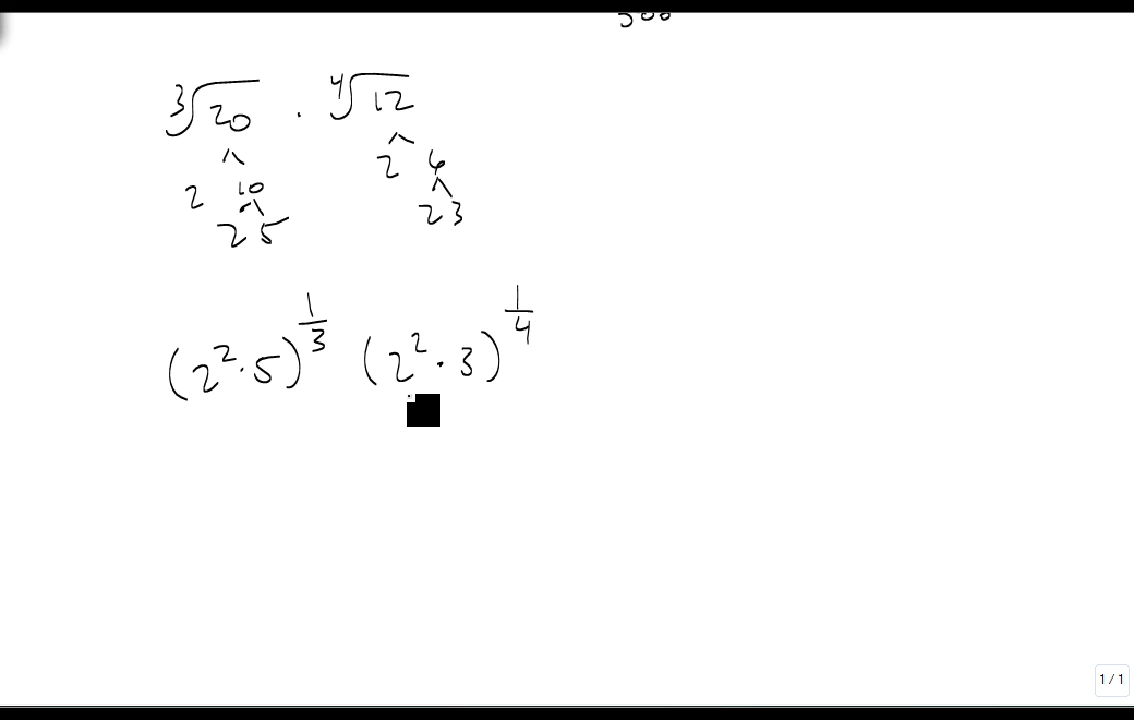 ∛20 · ∜12
2 10 2 6
2 5 2 3
(2²·5)^(1/3) (2²·3)^(1/4)
1 / 1